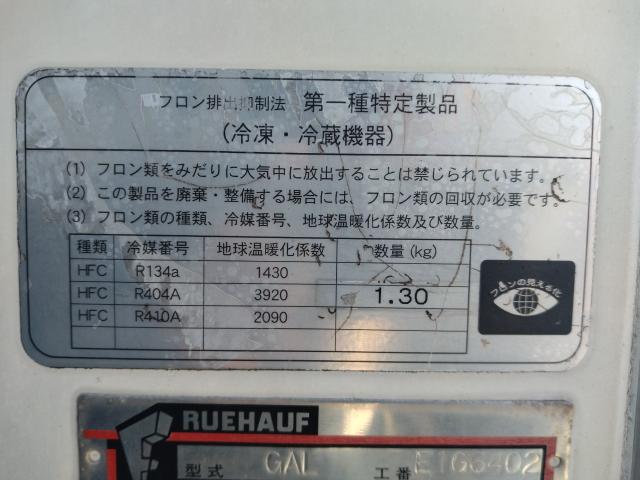 フロン排出抑制法 第一種特定製品
(冷凍・冷蔵機器)
(1) フロン類をみだりに大気中に放出することは禁じられています。
(2) この製品を廃棄・整備する場合には、フロン類の回収が必要です。
(3) フロン類の種類、冷媒番号、地球温暖化係数及び数量。
種類 冷媒番号 地球温暖化係数 数量 (kg)
HFC R134a 1430
HFC R404A 3920 1.30
HFC R410A 2090
フロンの見える化
RUEHAUF
型式 GAL 工番 E166402